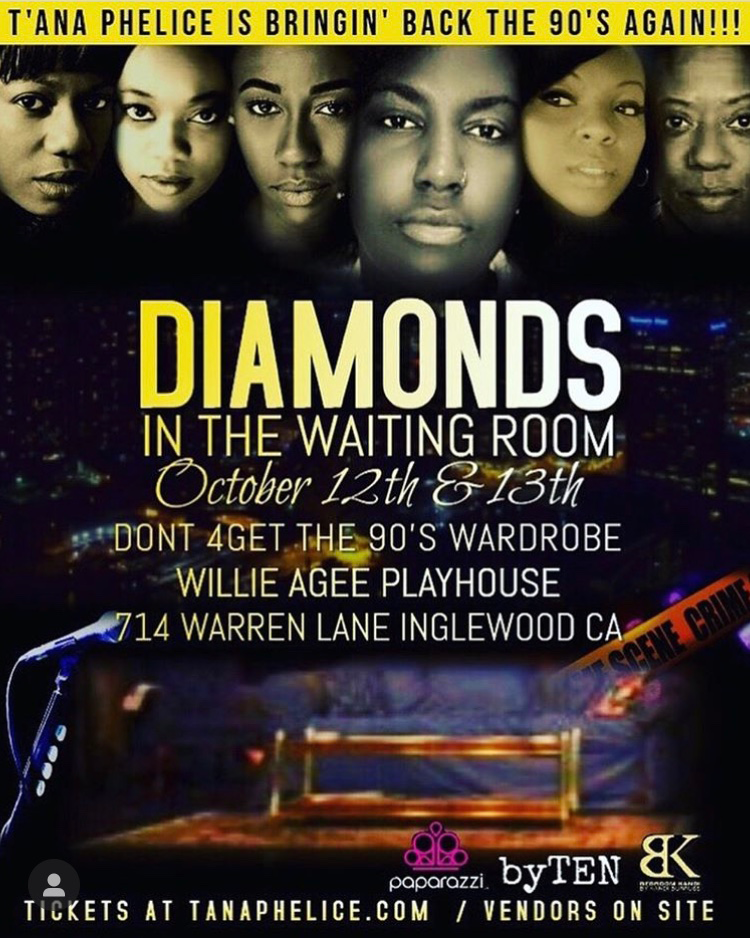 T'ANA PHELICE IS BRINGIN' BACK THE 90'S AGAIN!!!
DIAMONDS
IN THE WAITING ROOM
October 12th & 13th
DONT 4GET THE 90'S WARDROBE
WILLIE AGEE PLAYHOUSE
714 WARREN LANE INGLEWOOD CA
SCENE CRIME
paparazzi
byTEN
BK
TICKETS AT TANAPHELICE.COM / VENDORS ON SITE